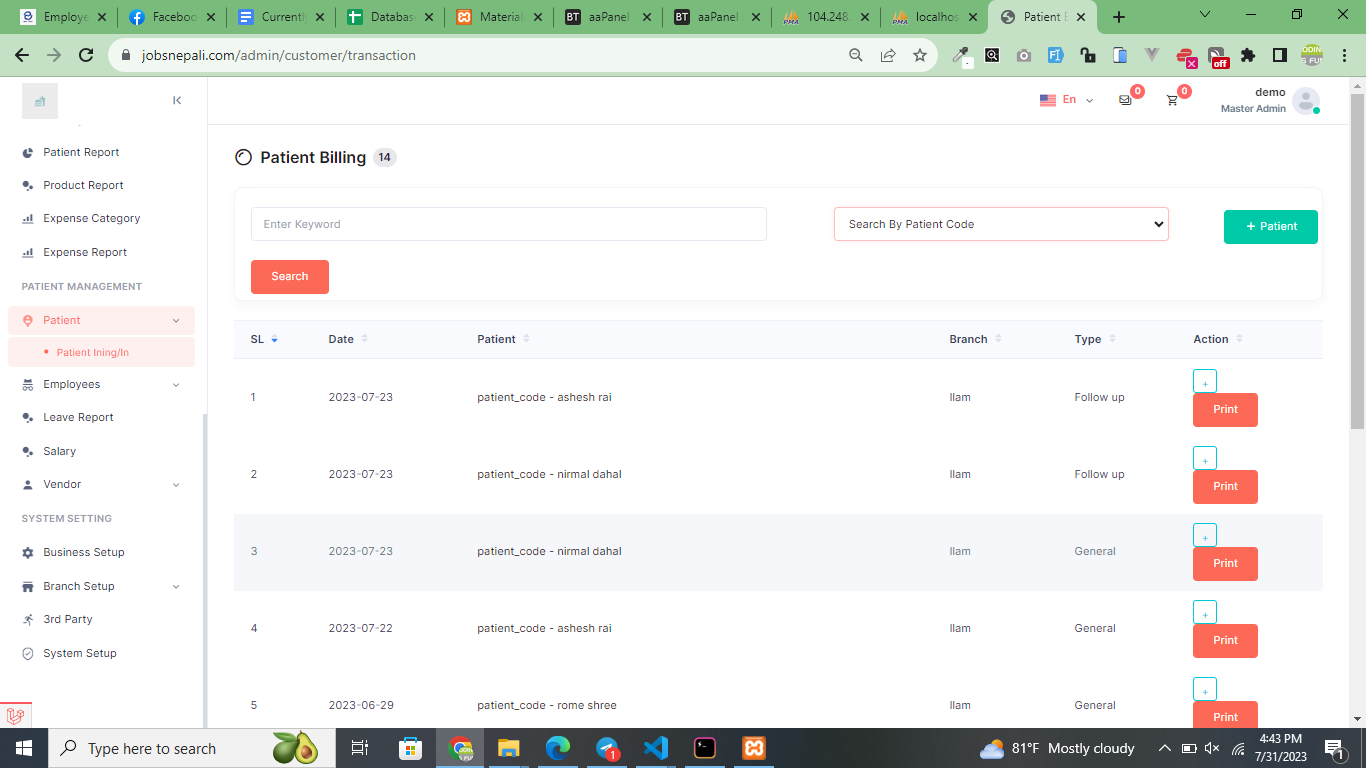 Employe
Faceboo
Current
Databas
Material
BT aaPanel
BT aaPanel
104.248.
localhos
Patient B
jobsnepali.com/admin/customer/transaction
off
En
0
0
demo
Master Admin
Patient Report
Product Report
Expense Category
Expense Report
PATIENT MANAGEMENT
Patient
Patient Ining/In
Employees
Leave Report
Salary
Vendor
SYSTEM SETTING
Business Setup
Branch Setup
3rd Party
System Setup
Patient Billing 14
Enter Keyword
Search By Patient Code
+ Patient
Search
SL Date Patient Branch Type Action
+
1 2023-07-23 patient_code - ashesh rai Ilam Follow up
Print
+
2 2023-07-23 patient_code - nirmal dahal Ilam Follow up
Print
+
3 2023-07-23 patient_code - nirmal dahal Ilam General
Print
+
4 2023-07-22 patient_code - ashesh rai Ilam General
Print
+
5 2023-06-29 patient_code - rome shree Ilam General
Print
Type here to search
1
81°F Mostly cloudy
4:43 PM
7/31/2023
1